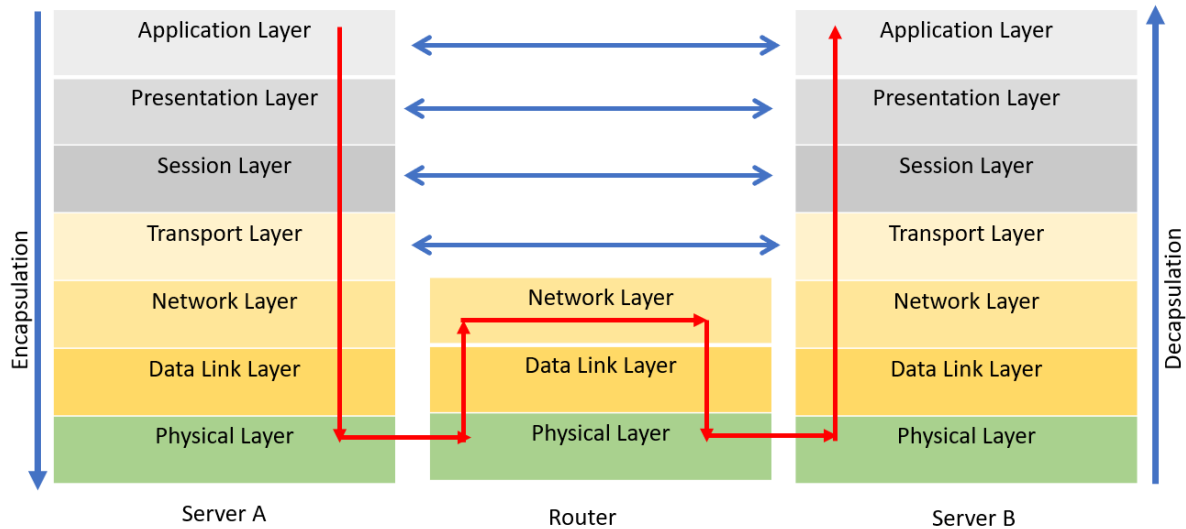 Application Layer
Presentation Layer
Session Layer
Transport Layer
Network Layer
Data Link Layer
Physical Layer
Server A
Encapsulation
Network Layer
Data Link Layer
Physical Layer
Router
Application Layer
Presentation Layer
Session Layer
Transport Layer
Network Layer
Data Link Layer
Physical Layer
Server B
Decapsulation